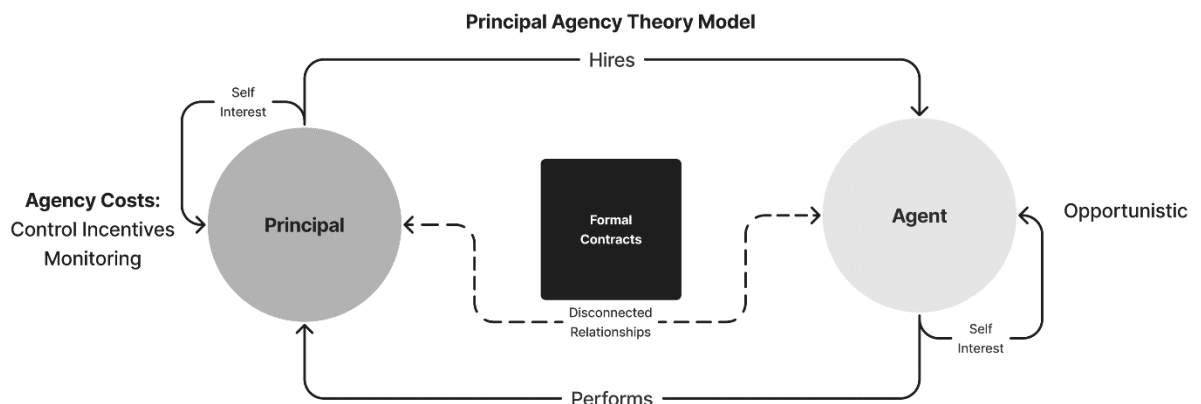 Principal Agency Theory Model
Hires
Self
Interest
Agency Costs:
Control Incentives
Monitoring
Principal
Formal
Contracts
Agent
Opportunistic
Disconnected
Relationships
Self
Interest
Performs